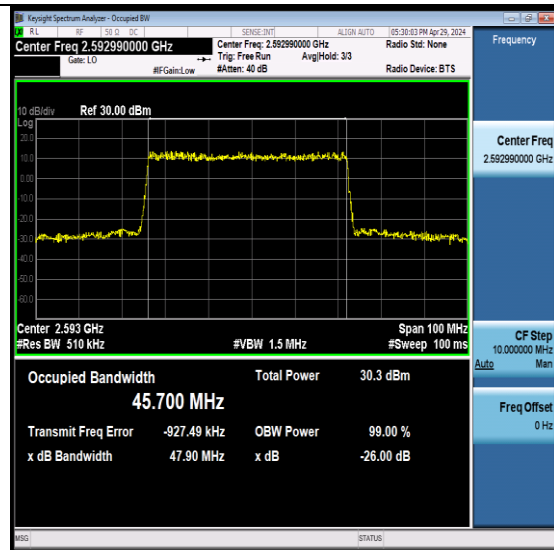 Keysight Spectrum Analyzer - Occupied BW
RL RF 50 Ω DC SENSE:INT ALIGN AUTO 05:30:03 PM Apr 29, 2024
Center Freq 2.592990000 GHz Center Freq: 2.592990000 GHz Radio Std: None Frequency
Gate: LO Trig: Free Run Avg|Hold: 3/3
#IFGain:Low #Atten: 40 dB Radio Device: BTS
10 dB/div Ref 30.00 dBm
Log
20.0
10.0
0.00
-10.0
-20.0
-30.0
-40.0
-50.0
-60.0
Center Freq
2.592990000 GHz
Center 2.593 GHz Span 100 MHz
#Res BW 510 kHz #VBW 1.5 MHz #Sweep 100 ms
CF Step
10.000000 MHz
Auto Man
Occupied Bandwidth Total Power 30.3 dBm
45.700 MHz
Freq Offset
0 Hz
Transmit Freq Error -927.49 kHz OBW Power 99.00 %
x dB Bandwidth 47.90 MHz x dB -26.00 dB
MSG STATUS